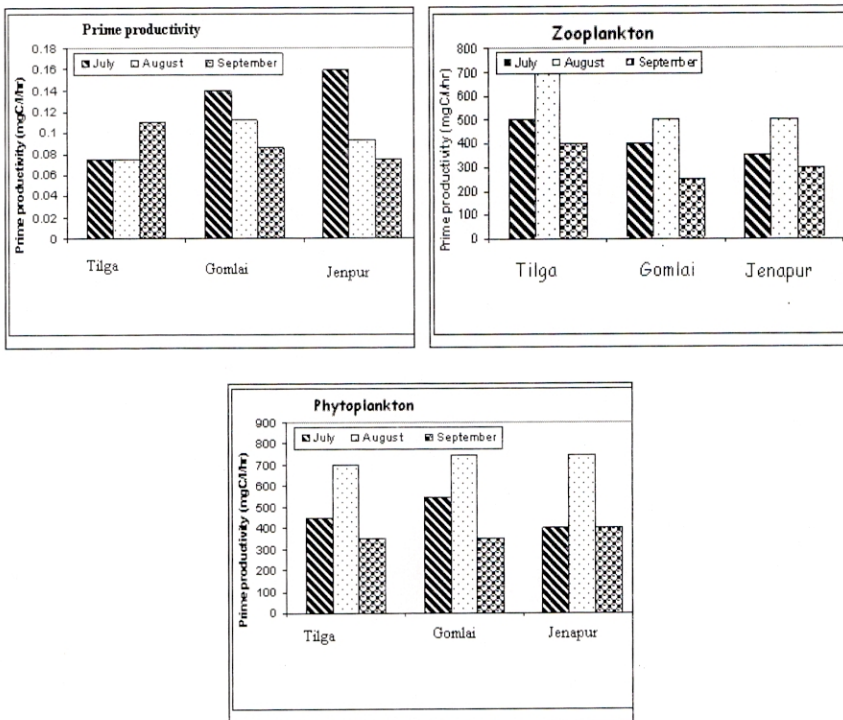 Prime productivity
Prime productivity (mgC/l/hr)
0.18
0.16
0.14
0.12
0.1
0.08
0.06
0.04
0.02
0
July August September
Tilga Gomlai Jenpur
Zooplankton
Prime productivity (mgC/l/hr)
800
700
600
500
400
300
200
100
0
July August September
Tilga Gomlai Jenapur
Phytoplankton
Prime productivity (mgC/l/hr)
900
800
700
600
500
400
300
200
100
0
July August September
Tilga Gomlai Jenapur